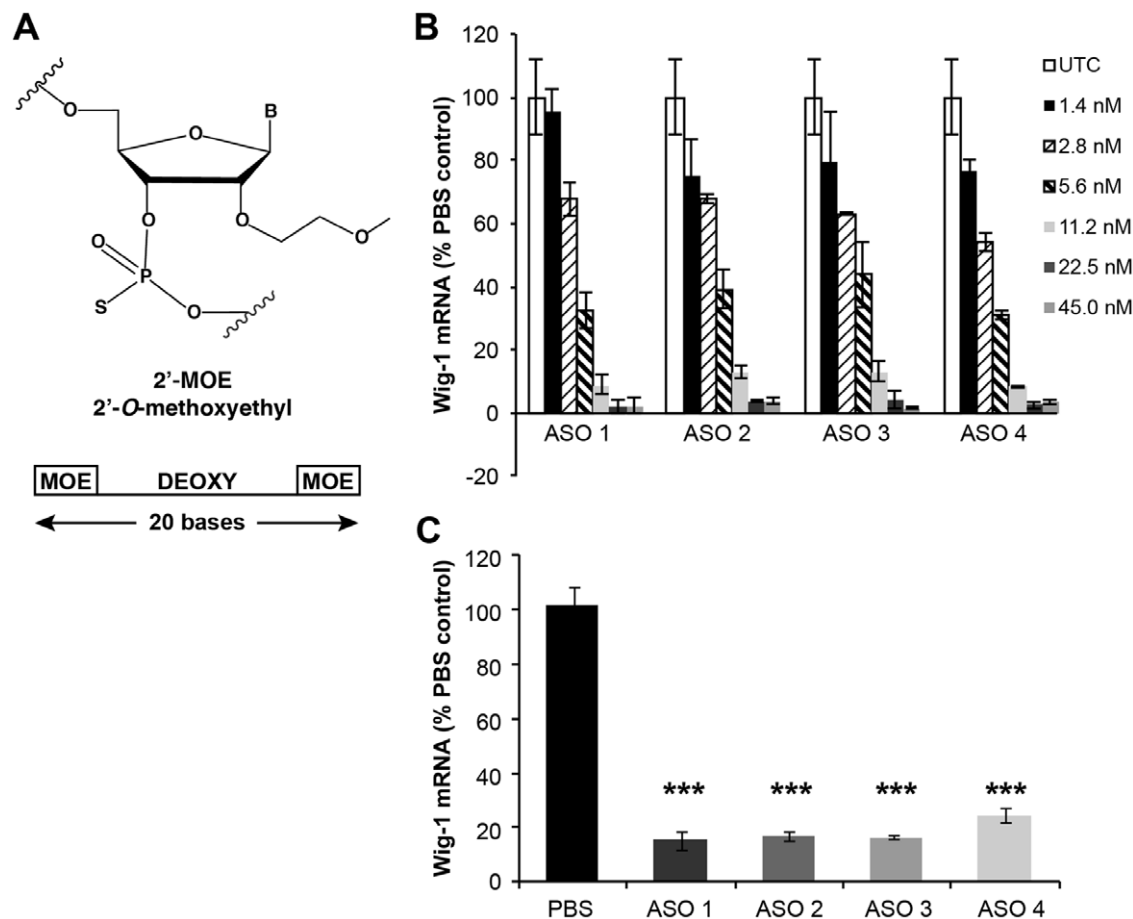 A
O
B
O
O
O
O
O
P
S
O
2'-MOE
2'-O-methoxyethyl
MOE DEOXY MOE
20 bases
B
Wig-1 mRNA (% PBS control)
120
100
80
60
40
20
0
-20
ASO 1 ASO 2 ASO 3 ASO 4
UTC
1.4 nM
2.8 nM
5.6 nM
11.2 nM
22.5 nM
45.0 nM
C
Wig-1 mRNA (% PBS control)
120
100
80
60
40
20
0
*** *** *** ***
PBS ASO 1 ASO 2 ASO 3 ASO 4